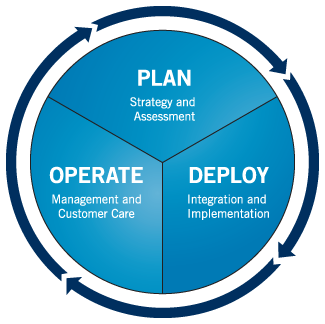 PLAN
Strategy and
Assessment
OPERATE
Management and
Customer Care
DEPLOY
Integration and
Implementation